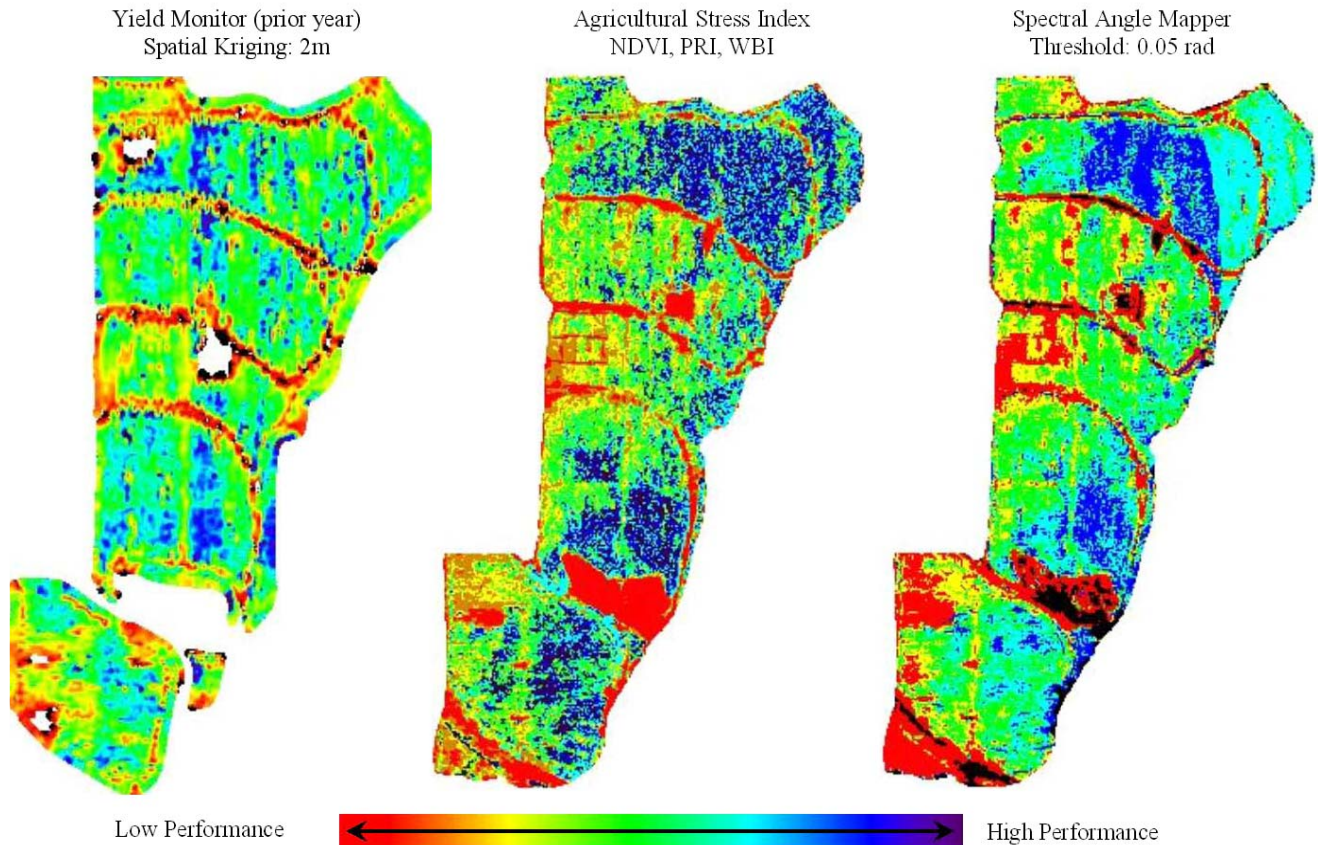 Yield Monitor (prior year)
Spatial Kriging: 2m
Agricultural Stress Index
NDVI, PRI, WBI
Spectral Angle Mapper
Threshold: 0.05 rad
Low Performance
High Performance